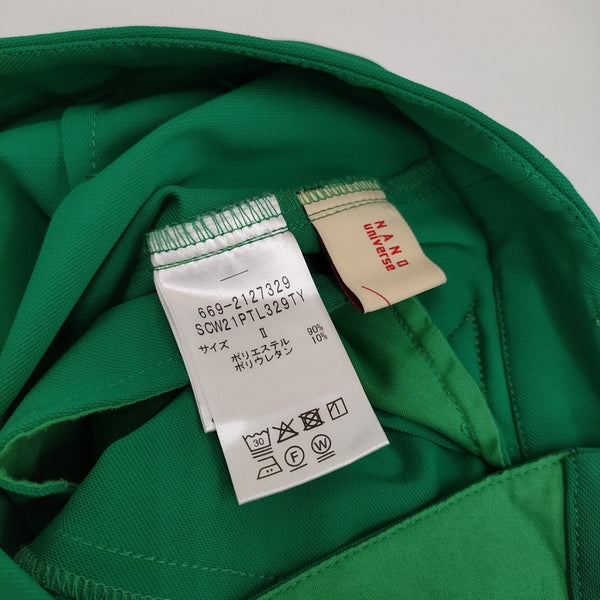 NANO
universe
669-2127329
SCW21PTL329TY
サイズ II
ポリエステル 90%
ポリウレタン 10%
30
F W